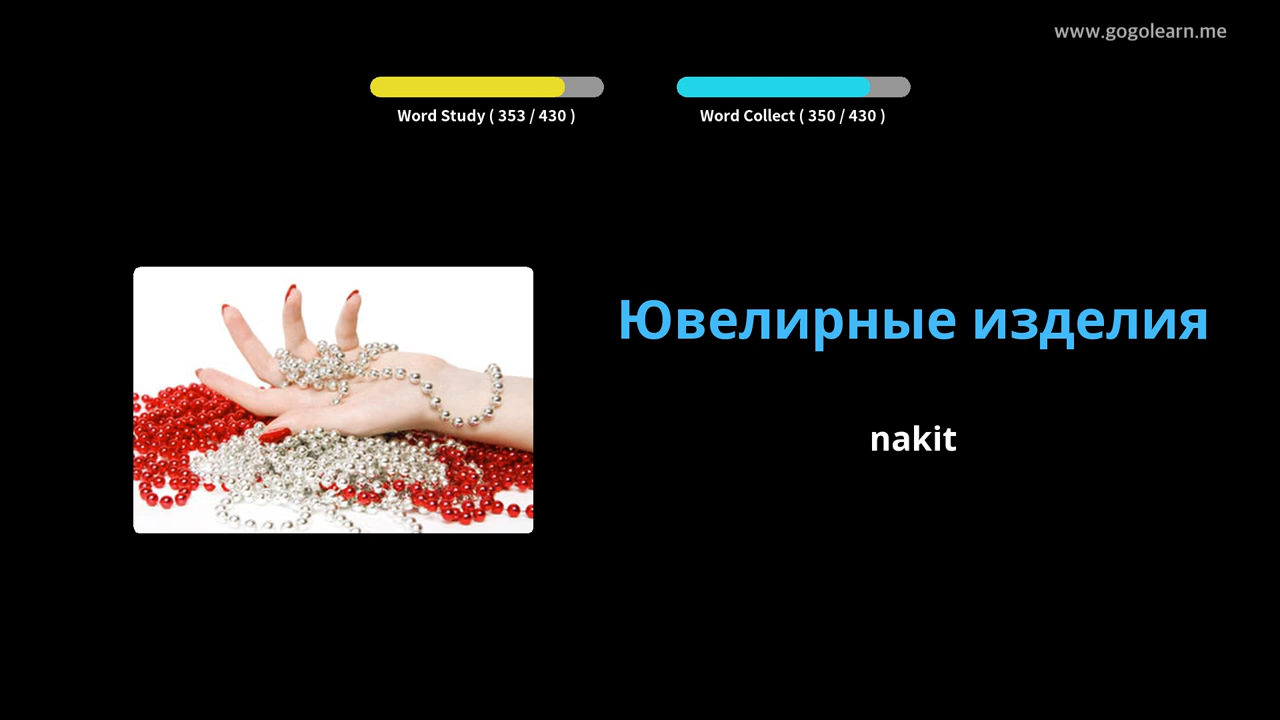 www.gogolearn.me
Word Study ( 353 / 430 )
Word Collect ( 350 / 430 )
Ювелирные изделия
nakit